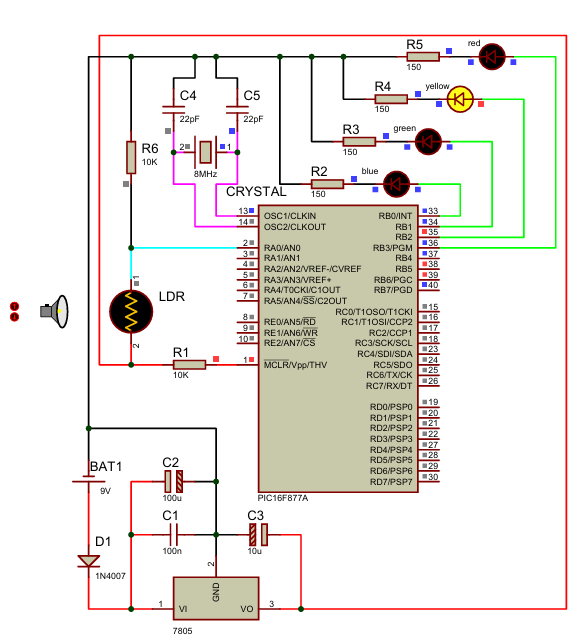 R5 red
150
R4 yellow
150
C4 C5
22pF 22pF
R3 green
150
R6
10K
2 1
8MHz
R2 blue
150
CRYSTAL
13 OSC1/CLKIN RB0/INT 33
14 OSC2/CLKOUT RB1 34
RB2 35
2 RA0/AN0 RB3/PGM 36
3 RA1/AN1 RB4 37
4 RA2/AN2/VREF-/CVREF RB5 38
5 RA3/AN3/VREF+ RB6/PGC 39
6 RA4/T0CKI/C1OUT RB7/PGD 40
7 RA5/AN4/SS/C2OUT
RC0/T1OSO/T1CKI 15
8 RE0/AN5/RD RC1/T1OSI/CCP2 16
9 RE1/AN6/WR RC2/CCP1 17
10 RE2/AN7/CS RC3/SCK/SCL 18
RC4/SDI/SDA 23
1 MCLR/Vpp/THV RC5/SDO 24
RC6/TX/CK 25
RC7/RX/DT 26
RD0/PSP0 19
RD1/PSP1 20
RD2/PSP2 21
RD3/PSP3 22
RD4/PSP4 27
RD5/PSP5 28
RD6/PSP6 29
RD7/PSP7 30
PIC16F877A
1
LDR
2
R1
10K
BAT1
9V
C2
100u
C1
100n
C3
10u
D1
1N4007
2
GND
1 VI VO 3
7805